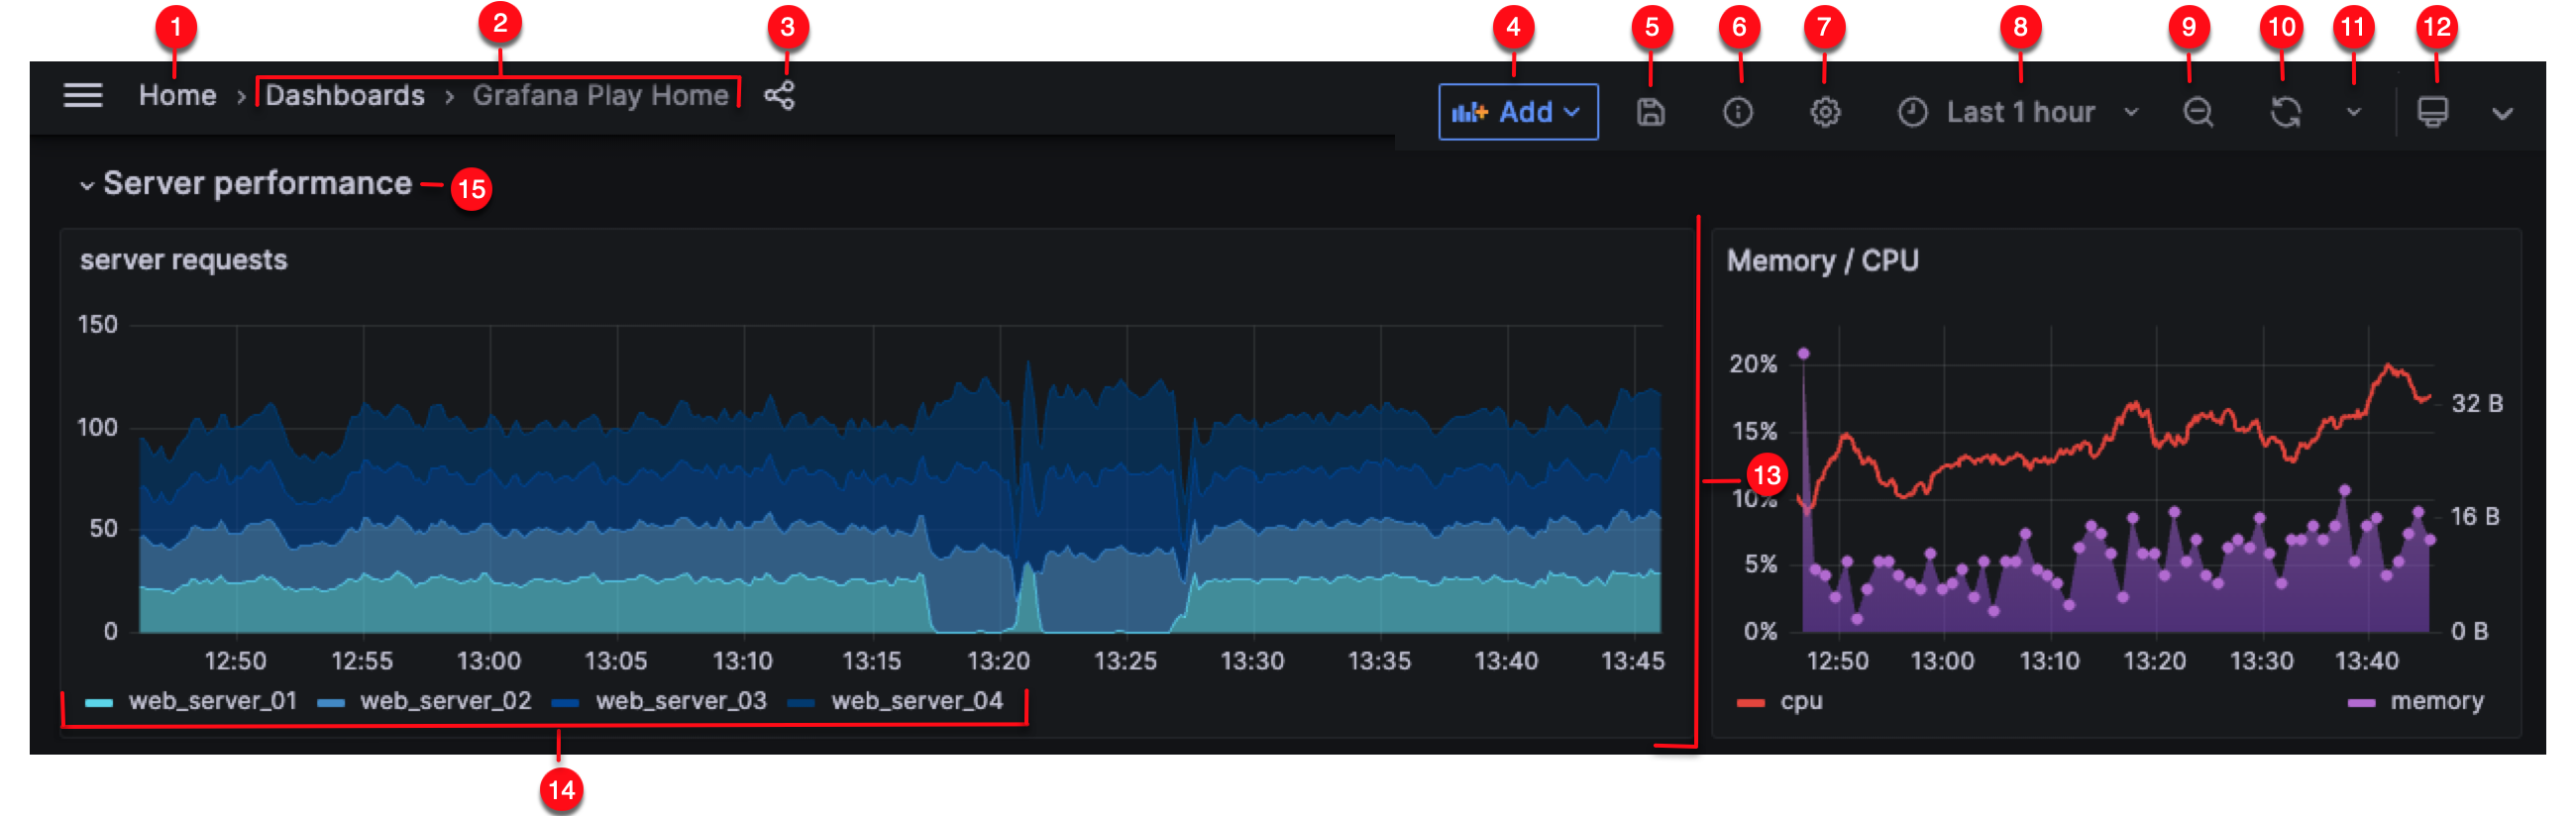 1 2 3 4 5 6 7 8 9 10 11 12
Home › Dashboards › Grafana Play Home
Add Last 1 hour
Server performance 15
server requests
150
100
50
0
12:50 12:55 13:00 13:05 13:10 13:15 13:20 13:25 13:30 13:35 13:40 13:45
web_server_01 web_server_02 web_server_03 web_server_04
14
13
Memory / CPU
20%
15%
10%
5%
0%
32 B
16 B
0 B
12:50 13:00 13:10 13:20 13:30 13:40
cpu memory